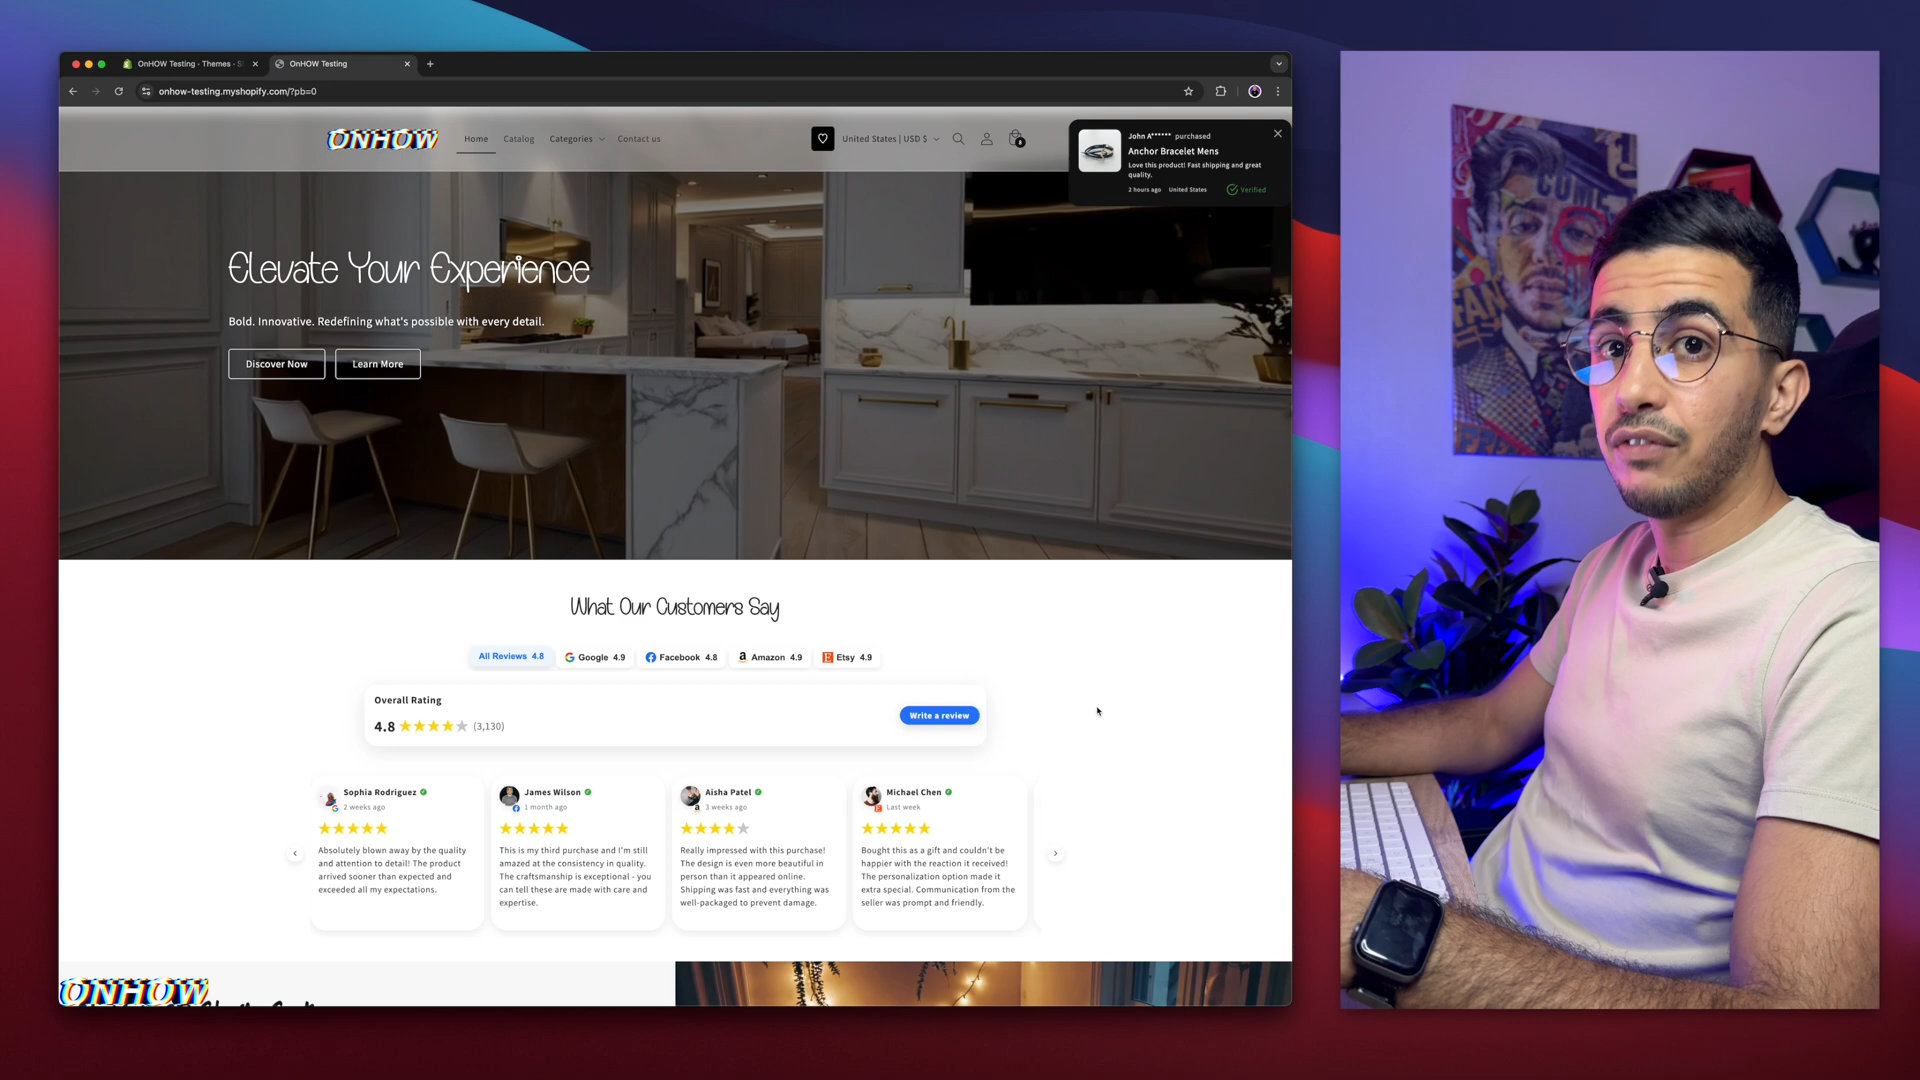 OnHOW Testing - Themes - S
OnHOW Testing
onhow-testing.myshopify.com/?pb=0
ONHOW
Home
Catalog
Categories
Contact us
United States | USD $
John A****** purchased
Anchor Bracelet Mens
Love this product! Fast shipping and great
quality.
2 hours ago United States Verified
Elevate Your Experience
Bold. Innovative. Redefining what's possible with every detail.
Discover Now
Learn More
What Our Customers Say
All Reviews 4.8
Google 4.9
Facebook 4.8
Amazon 4.9
Etsy 4.9
Overall Rating
4.8 (3,130)
Write a review
Sophia Rodriguez
2 weeks ago
Absolutely blown away by the quality
and attention to detail! The product
arrived sooner than expected and
exceeded all my expectations.
James Wilson
1 month ago
This is my third purchase and I'm still
amazed at the consistency in quality.
The craftsmanship is exceptional - you
can tell these are made with care and
expertise.
Aisha Patel
3 weeks ago
Really impressed with this purchase!
The design is even more beautiful in
person than it appeared online.
Shipping was fast and everything was
well-packaged to prevent damage.
Michael Chen
Last week
Bought this as a gift and couldn't be
happier with the reaction it received!
The personalization option made it
extra special. Communication from the
seller was prompt and friendly.
ONHOW